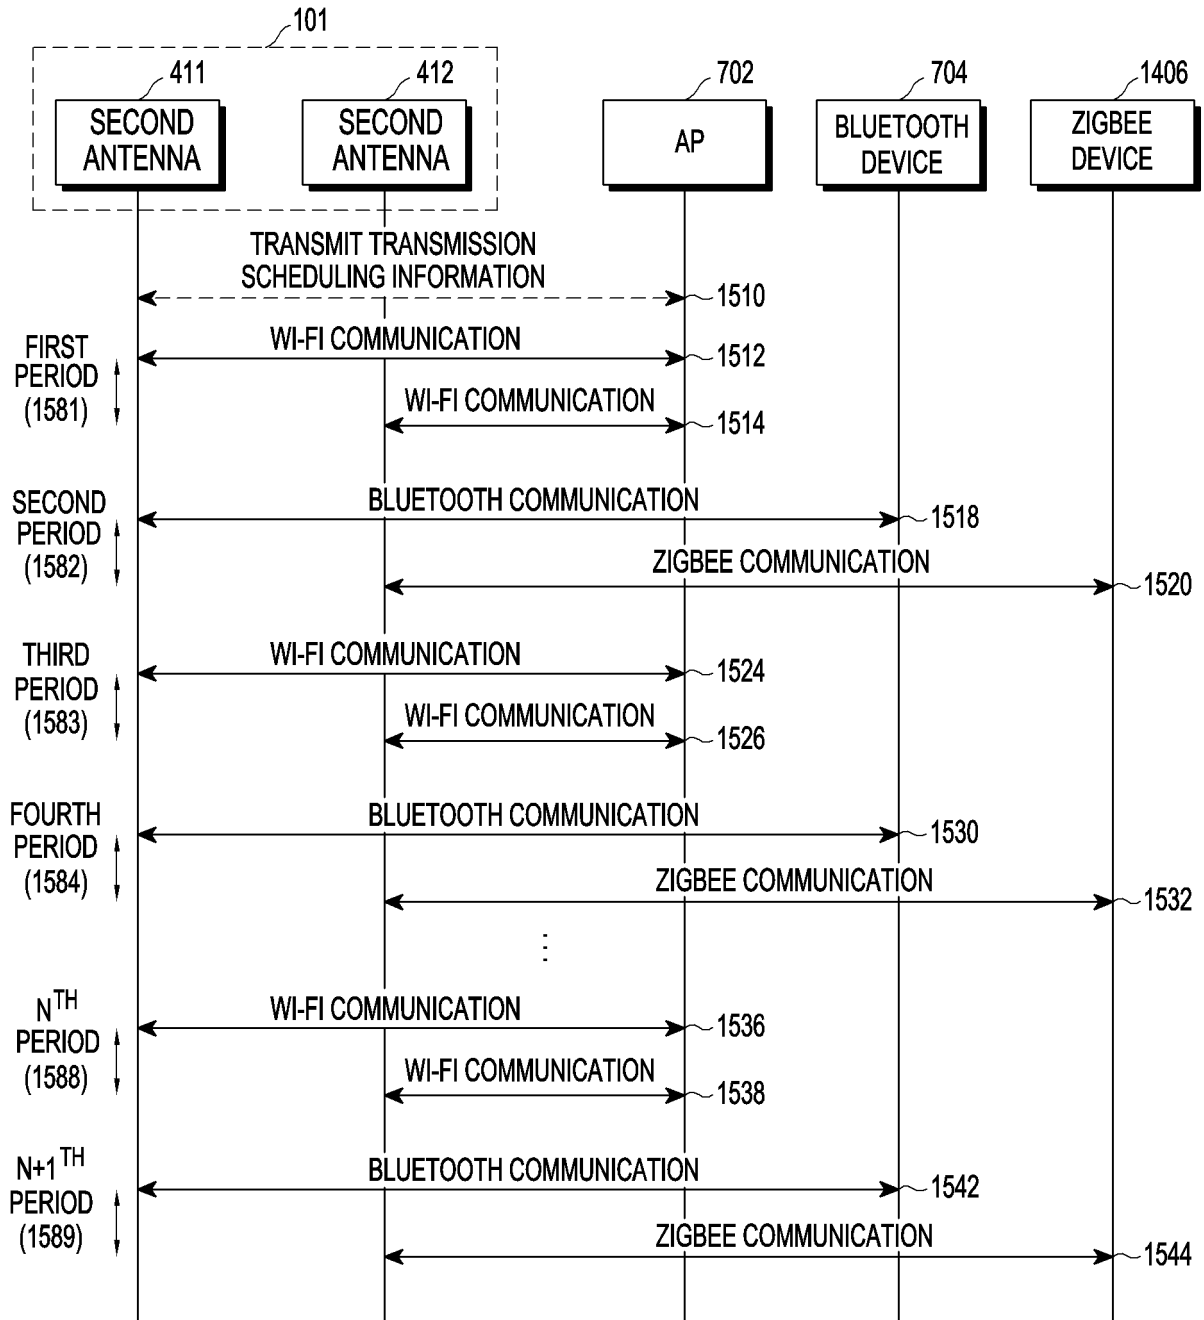 101
411
412
702
704
1406
SECOND
ANTENNA
SECOND
ANTENNA
AP
BLUETOOTH
DEVICE
ZIGBEE
DEVICE
TRANSMIT TRANSMISSION
SCHEDULING INFORMATION
1510
FIRST
PERIOD
(1581)
WI-FI COMMUNICATION
1512
WI-FI COMMUNICATION
1514
SECOND
PERIOD
(1582)
BLUETOOTH COMMUNICATION
1518
ZIGBEE COMMUNICATION
1520
THIRD
PERIOD
(1583)
WI-FI COMMUNICATION
1524
WI-FI COMMUNICATION
1526
FOURTH
PERIOD
(1584)
BLUETOOTH COMMUNICATION
1530
ZIGBEE COMMUNICATION
1532
⋮
N^TH
PERIOD
(1588)
WI-FI COMMUNICATION
1536
WI-FI COMMUNICATION
1538
N+1^TH
PERIOD
(1589)
BLUETOOTH COMMUNICATION
1542
ZIGBEE COMMUNICATION
1544